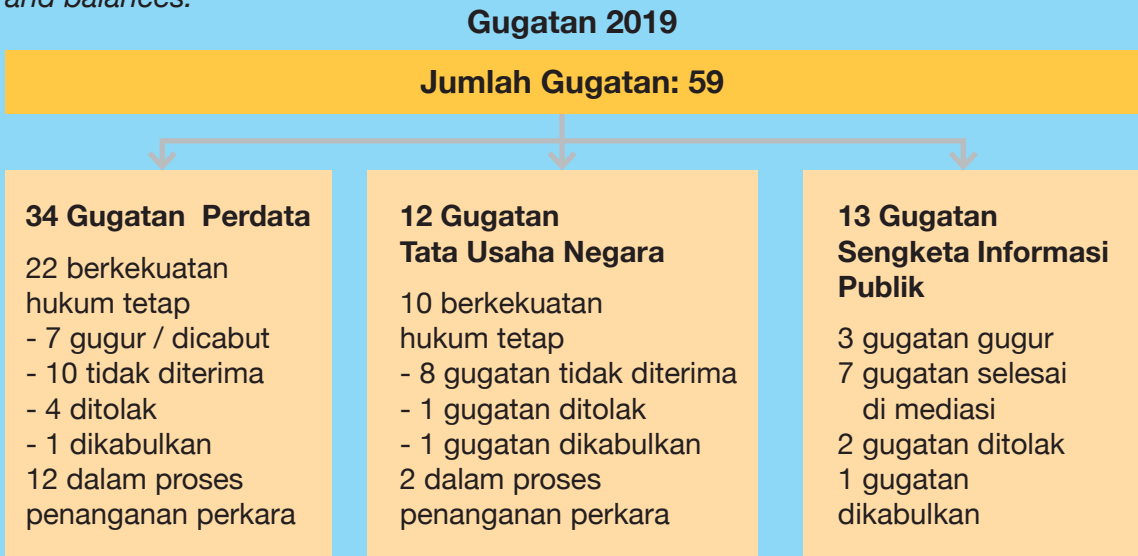 and balances.
Gugatan 2019
Jumlah Gugatan: 59
34 Gugatan Perdata
22 berkekuatan
hukum tetap
- 7 gugur / dicabut
- 10 tidak diterima
- 4 ditolak
- 1 dikabulkan
12 dalam proses
penanganan perkara
12 Gugatan
Tata Usaha Negara
10 berkekuatan
hukum tetap
- 8 gugatan tidak diterima
- 1 gugatan ditolak
- 1 gugatan dikabulkan
2 dalam proses
penanganan perkara
13 Gugatan
Sengketa Informasi
Publik
3 gugatan gugur
7 gugatan selesai
di mediasi
2 gugatan ditolak
1 gugatan
dikabulkan